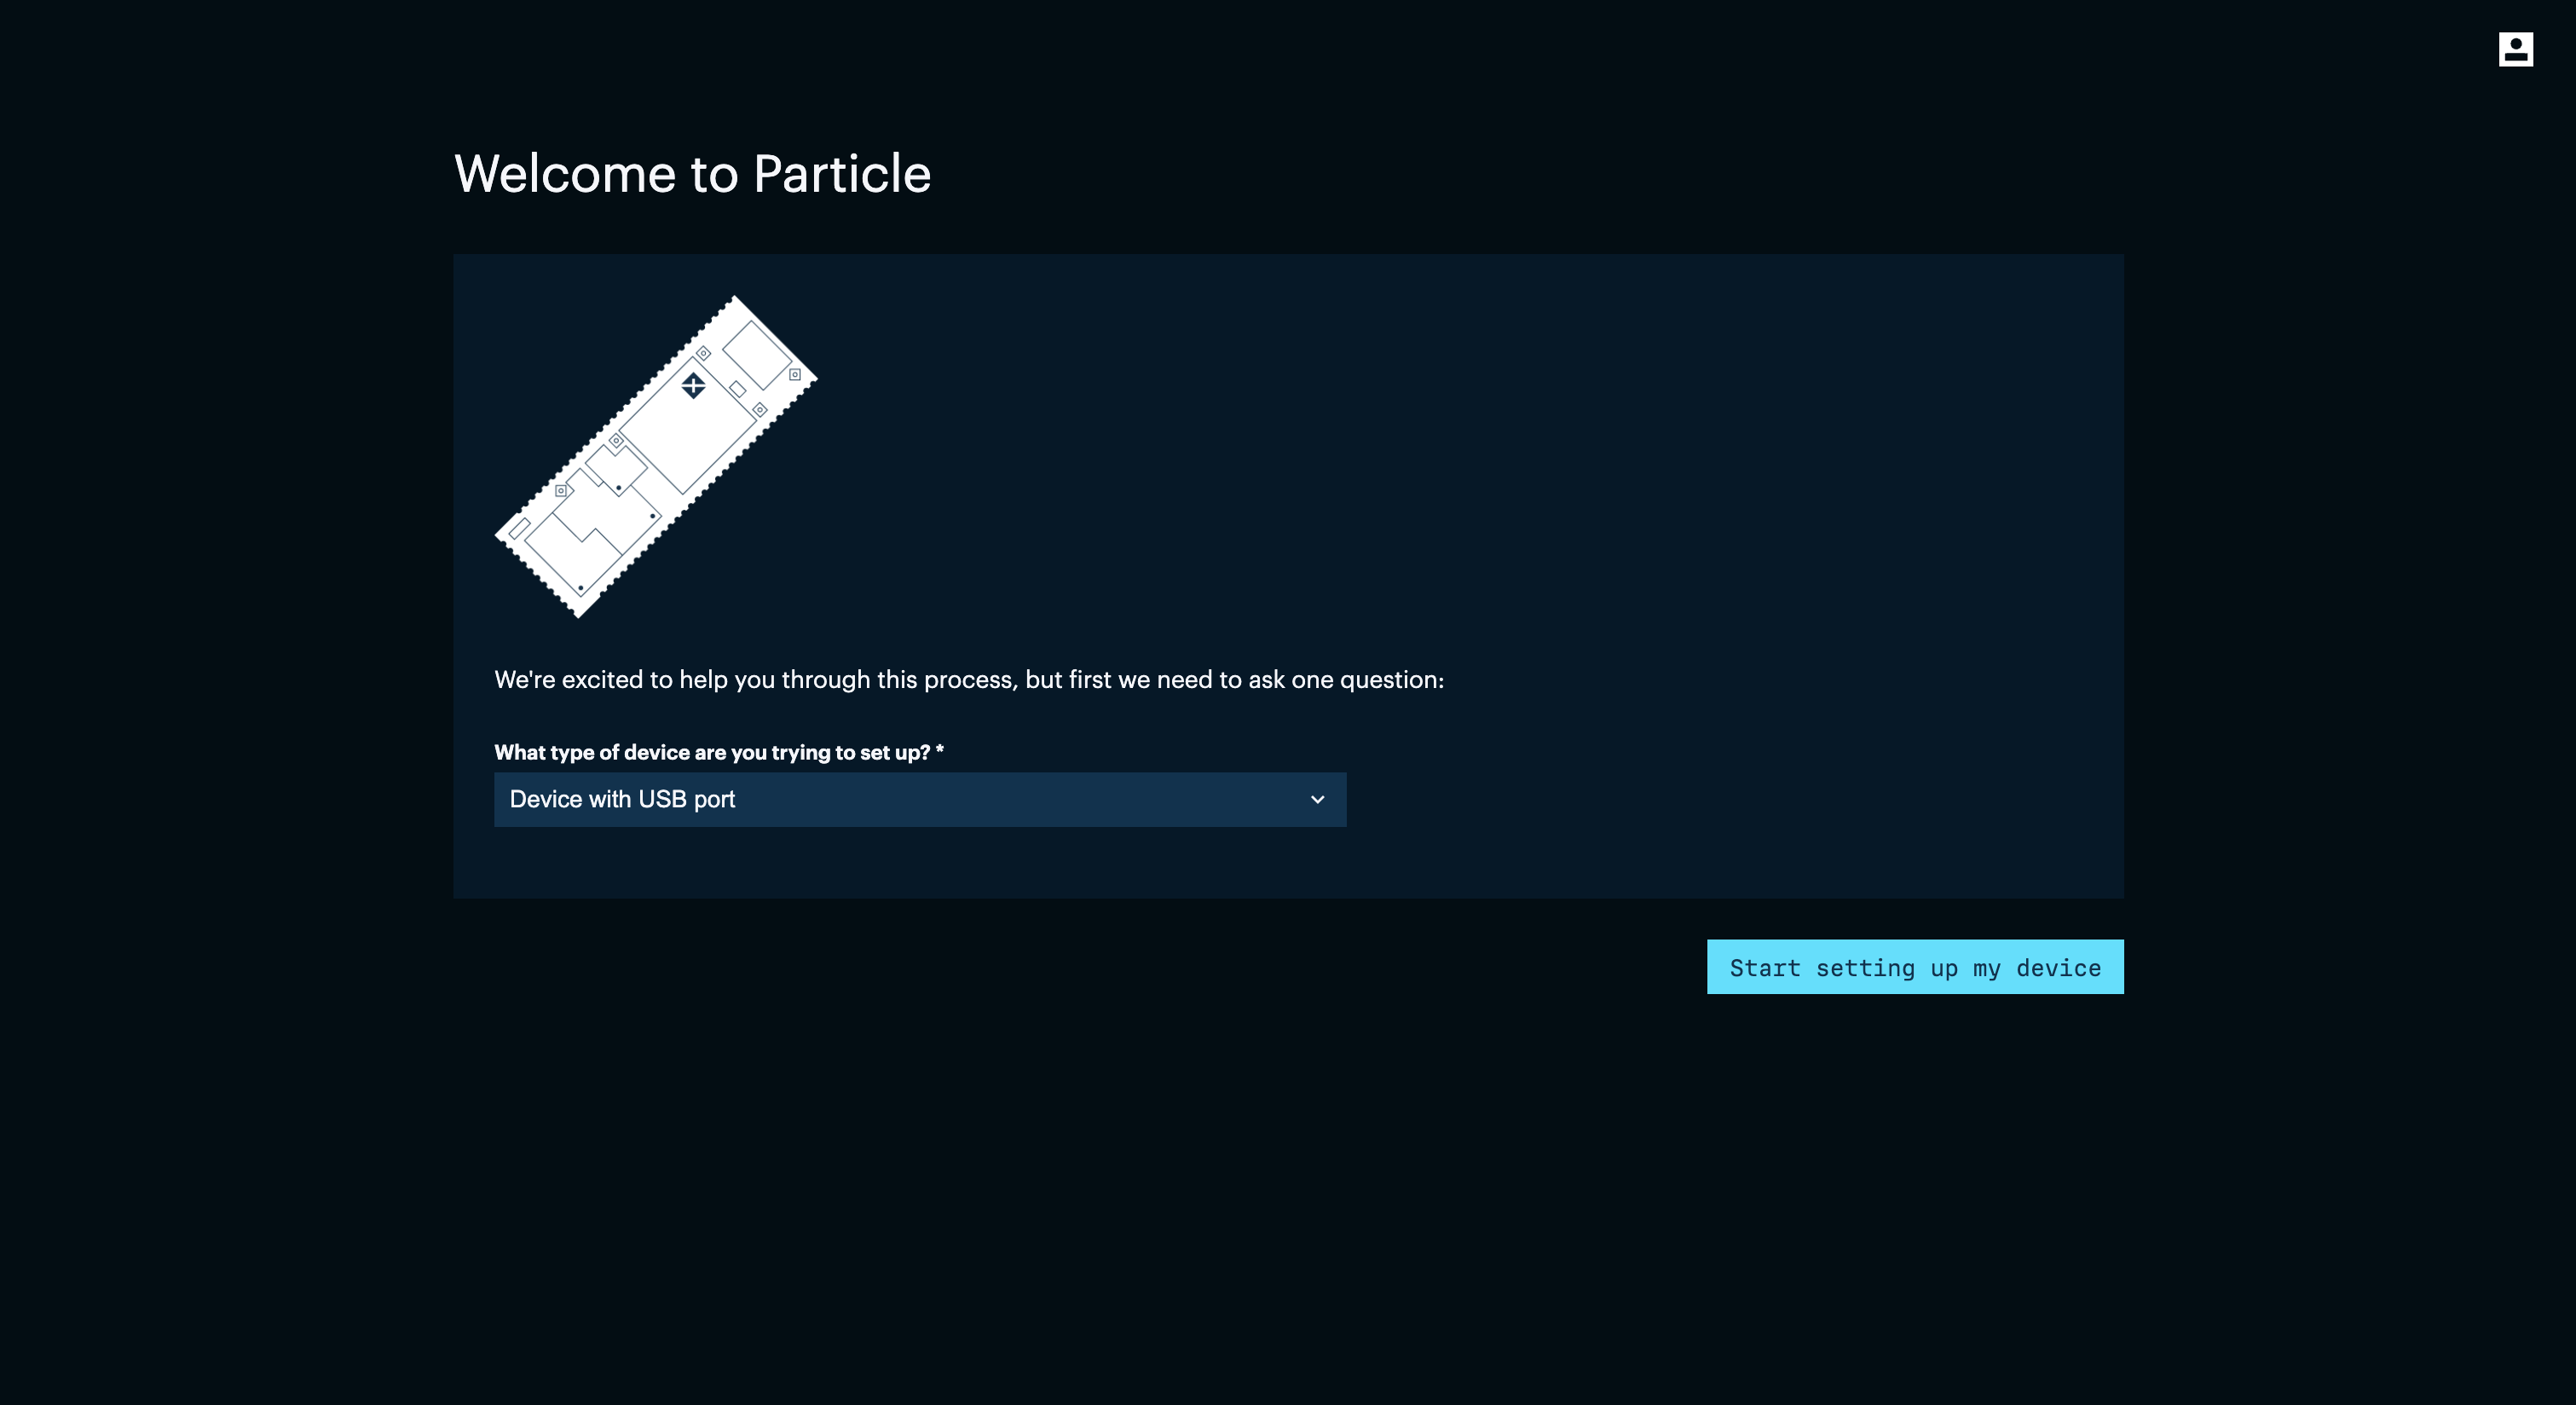 Welcome to Particle
We're excited to help you through this process, but first we need to ask one question:
What type of device are you trying to set up? *
Device with USB port
Start setting up my device